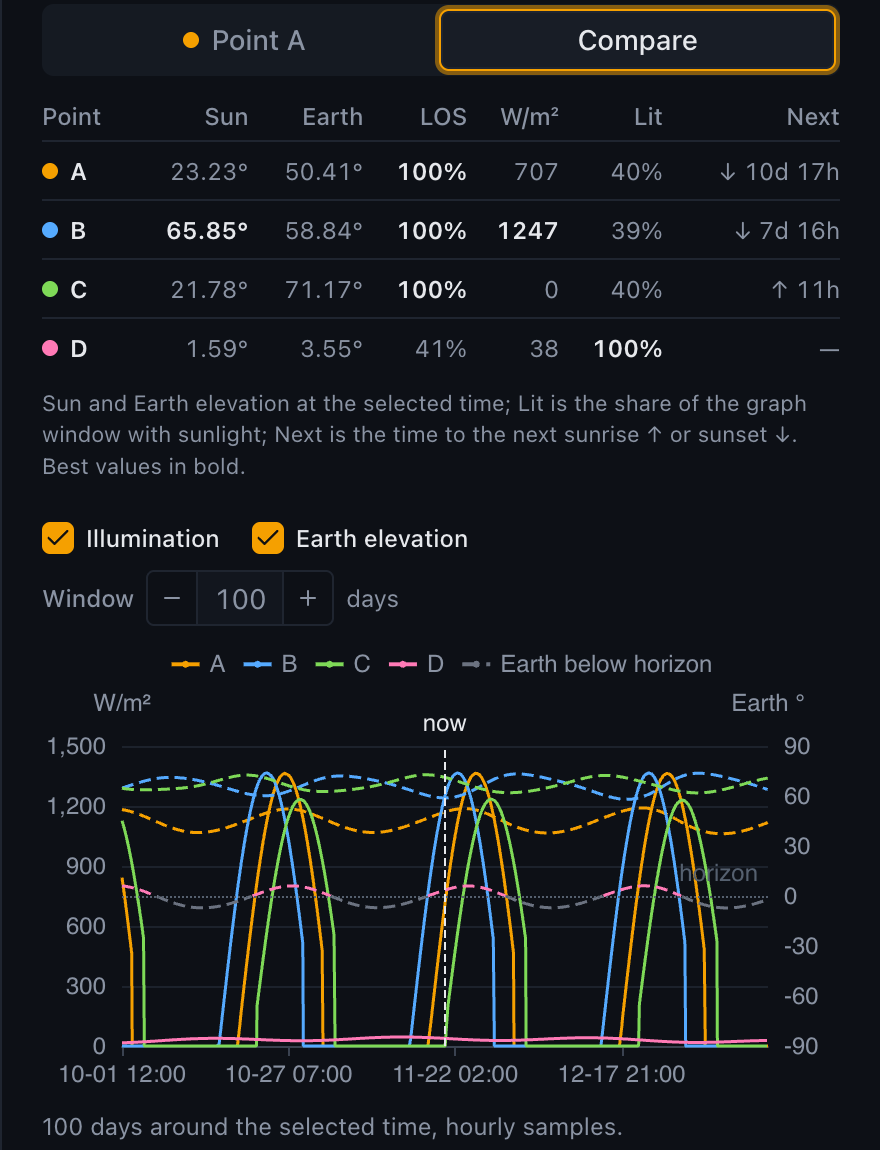 Point A
Compare
Point Sun Earth LOS W/m² Lit Next
A 23.23° 50.41° 100% 707 40% ↓ 10d 17h
B 65.85° 58.84° 100% 1247 39% ↓ 7d 16h
C 21.78° 71.17° 100% 0 40% ↑ 11h
D 1.59° 3.55° 41% 38 100% —
Sun and Earth elevation at the selected time; Lit is the share of the graph
window with sunlight; Next is the time to the next sunrise ↑ or sunset ↓.
Best values in bold.
Illumination Earth elevation
Window − 100 + days
A B C D Earth below horizon
W/m² Earth °
now
1,500 90
1,200 60
30
900 horizon
0
600
-30
300
-60
0 -90
10-01 12:00 10-27 07:00 11-22 02:00 12-17 21:00
100 days around the selected time, hourly samples.